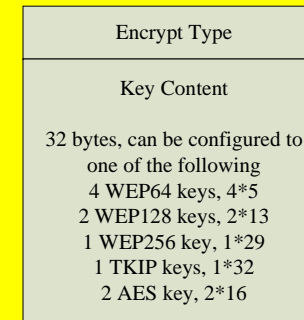 Encrypt Type
Key Content
32 bytes, can be configured to
one of the following
4 WEP64 keys, 4*5
2 WEP128 keys, 2*13
1 WEP256 key, 1*29
1 TKIP keys, 1*32
2 AES key, 2*16